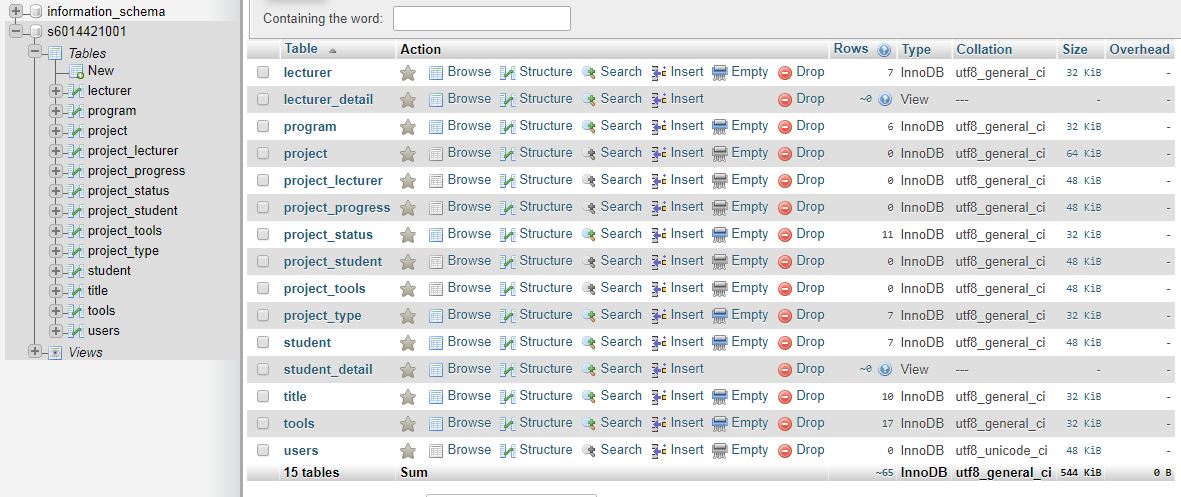 information_schema
s6014421001
Tables
New
lecturer
program
project
project_lecturer
project_progress
project_status
project_student
project_tools
project_type
student
title
tools
users
Views
Containing the word:
Table Action Rows Type Collation Size Overhead
lecturer Browse Structure Search Insert Empty Drop 7 InnoDB utf8_general_ci 32 KiB -
lecturer_detail Browse Structure Search Insert Drop ~0 View --- - -
program Browse Structure Search Insert Empty Drop 6 InnoDB utf8_general_ci 32 KiB -
project Browse Structure Search Insert Empty Drop 0 InnoDB utf8_general_ci 64 KiB -
project_lecturer Browse Structure Search Insert Empty Drop 0 InnoDB utf8_general_ci 48 KiB -
project_progress Browse Structure Search Insert Empty Drop 0 InnoDB utf8_general_ci 48 KiB -
project_status Browse Structure Search Insert Empty Drop 11 InnoDB utf8_general_ci 32 KiB -
project_student Browse Structure Search Insert Empty Drop 0 InnoDB utf8_general_ci 48 KiB -
project_tools Browse Structure Search Insert Empty Drop 0 InnoDB utf8_general_ci 48 KiB -
project_type Browse Structure Search Insert Empty Drop 7 InnoDB utf8_general_ci 32 KiB -
student Browse Structure Search Insert Empty Drop 7 InnoDB utf8_general_ci 48 KiB -
student_detail Browse Structure Search Insert Drop ~0 View --- - -
title Browse Structure Search Insert Empty Drop 10 InnoDB utf8_general_ci 32 KiB -
tools Browse Structure Search Insert Empty Drop 17 InnoDB utf8_general_ci 32 KiB -
users Browse Structure Search Insert Empty Drop 0 InnoDB utf8_unicode_ci 48 KiB -
15 tables Sum ~65 InnoDB utf8_general_ci 544 KiB 0 B